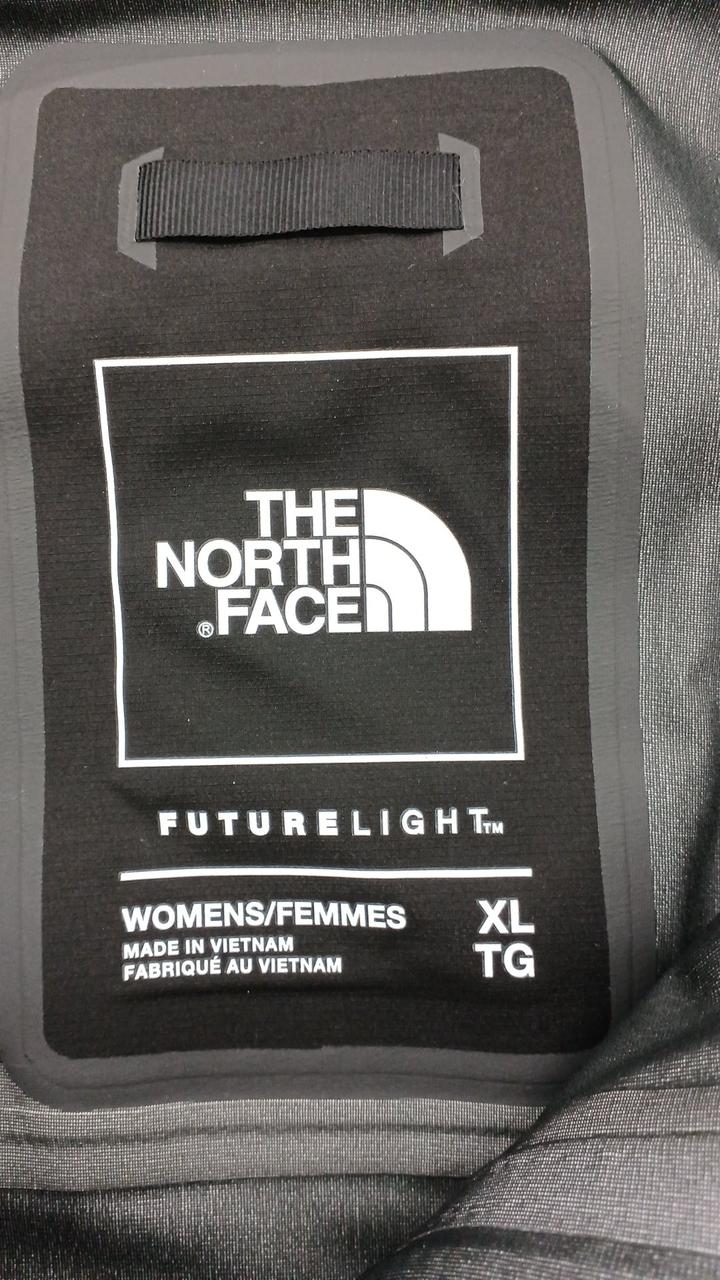 THE
NORTH
®FACE
FUTURELIGHT™
WOMENS/FEMMES XL
MADE IN VIETNAM TG
FABRIQUÉ AU VIETNAM